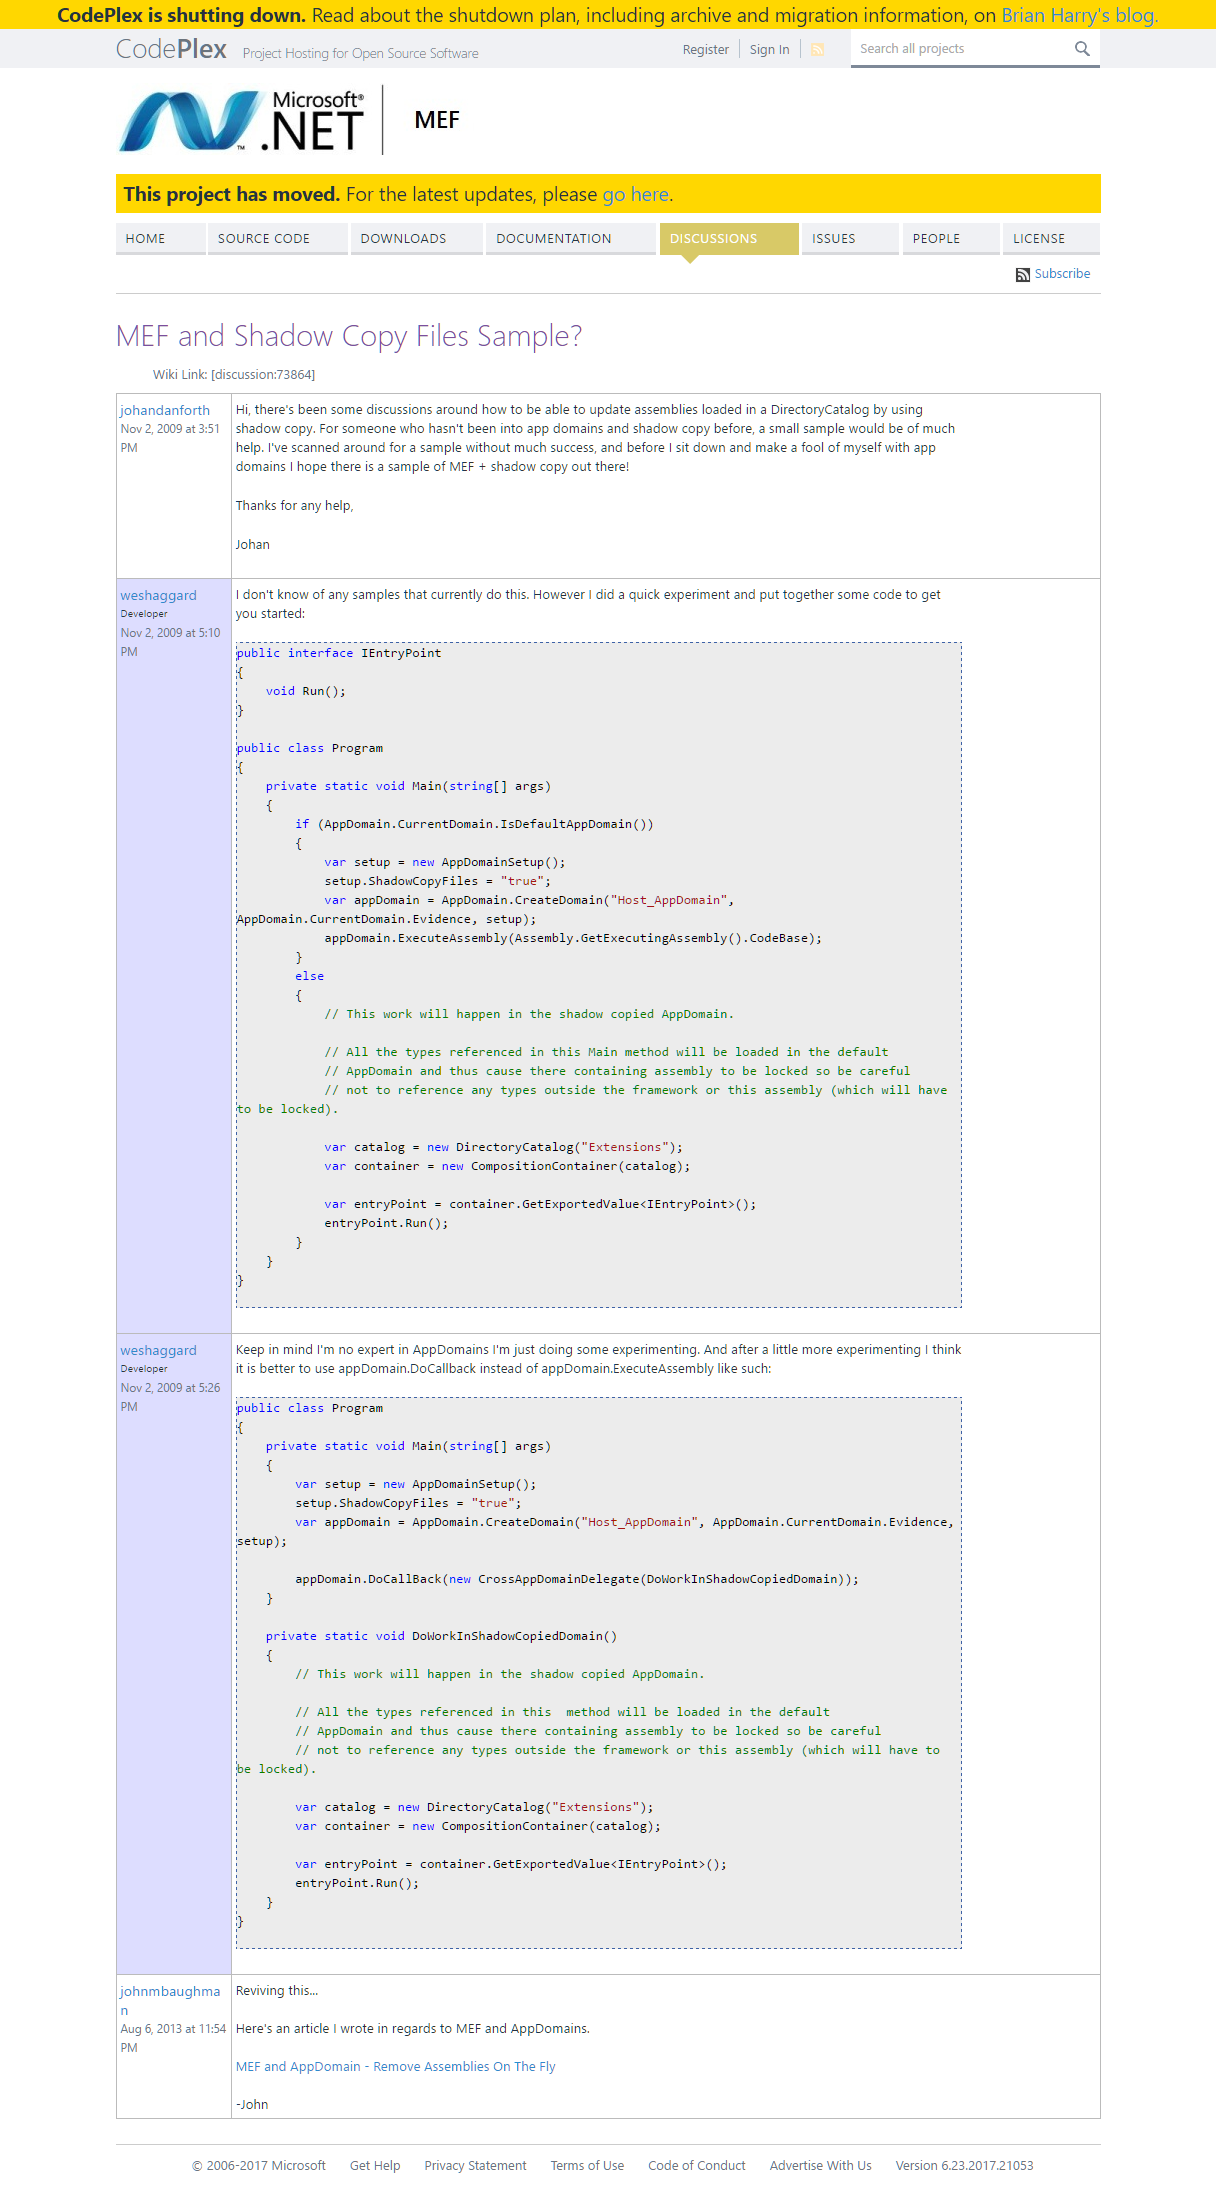 CodePlex is shutting down. Read about the shutdown plan, including archive and migration information, on Brian Harry's blog.
CodePlex Project Hosting for Open Source Software
Register Sign In Search all projects
Microsoft® .NET™ MEF
This project has moved. For the latest updates, please go here.
HOME SOURCE CODE DOWNLOADS DOCUMENTATION DISCUSSIONS ISSUES PEOPLE LICENSE
Subscribe
MEF and Shadow Copy Files Sample?
Wiki Link: [discussion:73864]
johandanforth
Nov 2, 2009 at 3:51
PM
Hi, there's been some discussions around how to be able to update assemblies loaded in a DirectoryCatalog by using
shadow copy. For someone who hasn't been into app domains and shadow copy before, a small sample would be of much
help. I've scanned around for a sample without much success, and before I sit down and make a fool of myself with app
domains I hope there is a sample of MEF + shadow copy out there!
Thanks for any help,
Johan
weshaggard
Developer
Nov 2, 2009 at 5:10
PM
I don't know of any samples that currently do this. However I did a quick experiment and put together some code to get
you started:
public interface IEntryPoint
{
    void Run();
}
public class Program
{
    private static void Main(string[] args)
    {
        if (AppDomain.CurrentDomain.IsDefaultAppDomain())
        {
            var setup = new AppDomainSetup();
            setup.ShadowCopyFiles = "true";
            var appDomain = AppDomain.CreateDomain("Host_AppDomain",
AppDomain.CurrentDomain.Evidence, setup);
            appDomain.ExecuteAssembly(Assembly.GetExecutingAssembly().CodeBase);
        }
        else
        {
            // This work will happen in the shadow copied AppDomain.
            // All the types referenced in this Main method will be loaded in the default
            // AppDomain and thus cause there containing assembly to be locked so be careful
            // not to reference any types outside the framework or this assembly (which will have
to be locked).
            var catalog = new DirectoryCatalog("Extensions");
            var container = new CompositionContainer(catalog);
            var entryPoint = container.GetExportedValue<IEntryPoint>();
            entryPoint.Run();
        }
    }
}
weshaggard
Developer
Nov 2, 2009 at 5:26
PM
Keep in mind I'm no expert in AppDomains I'm just doing some experimenting. And after a little more experimenting I think
it is better to use appDomain.DoCallback instead of appDomain.ExecuteAssembly like such:
public class Program
{
    private static void Main(string[] args)
    {
        var setup = new AppDomainSetup();
        setup.ShadowCopyFiles = "true";
        var appDomain = AppDomain.CreateDomain("Host_AppDomain", AppDomain.CurrentDomain.Evidence,
setup);
        appDomain.DoCallBack(new CrossAppDomainDelegate(DoWorkInShadowCopiedDomain));
    }
    private static void DoWorkInShadowCopiedDomain()
    {
        // This work will happen in the shadow copied AppDomain.
        // All the types referenced in this  method will be loaded in the default
        // AppDomain and thus cause there containing assembly to be locked so be careful
        // not to reference any types outside the framework or this assembly (which will have to
be locked).
        var catalog = new DirectoryCatalog("Extensions");
        var container = new CompositionContainer(catalog);
        var entryPoint = container.GetExportedValue<IEntryPoint>();
        entryPoint.Run();
    }
}
johnmbaughma
n
Aug 6, 2013 at 11:54
PM
Reviving this...
Here's an article I wrote in regards to MEF and AppDomains.
MEF and AppDomain - Remove Assemblies On The Fly
-John
© 2006-2017 Microsoft Get Help Privacy Statement Terms of Use Code of Conduct Advertise With Us Version 6.23.2017.21053